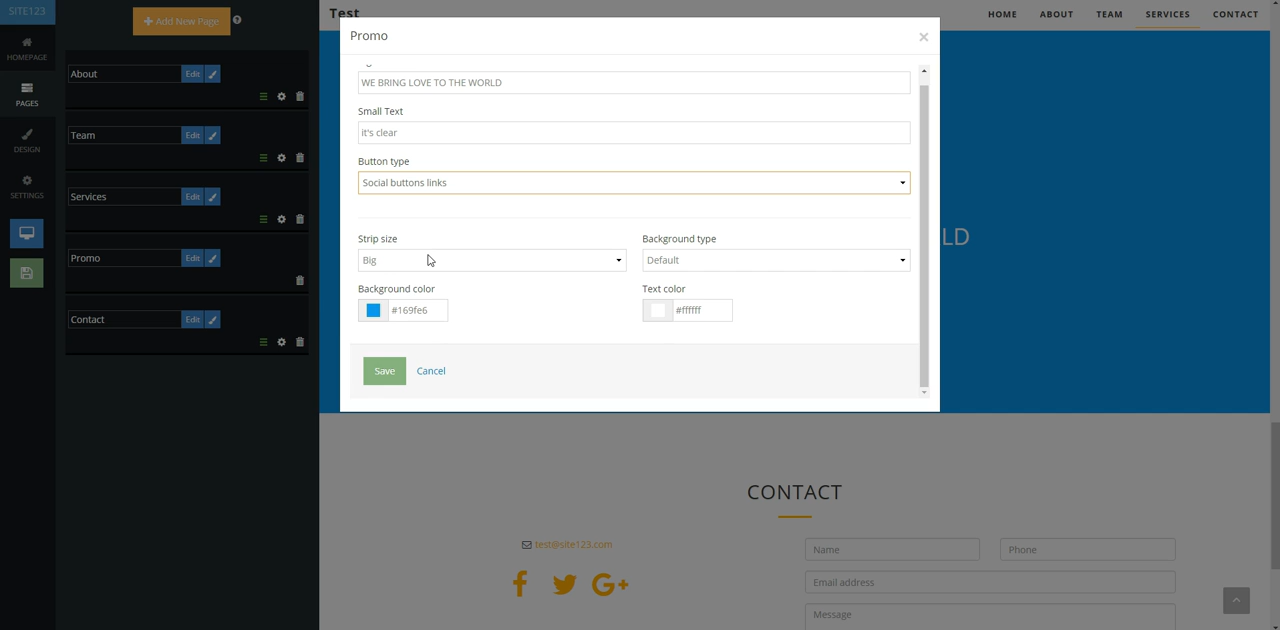 SITE123
Add New Page
?
HOMEPAGE
PAGES
DESIGN
SETTINGS
About
Edit
Team
Edit
Services
Edit
Promo
Edit
Contact
Edit
Test
HOME
ABOUT
TEAM
SERVICES
CONTACT
Promo
×
WE BRING LOVE TO THE WORLD
Small Text
it's clear
Button type
Social buttons links
Strip size
Background type
Big
Default
Background color
Text color
#169fe6
#ffffff
Save
Cancel
LD
CONTACT
test@site123.com
Name
Phone
Email address
Message